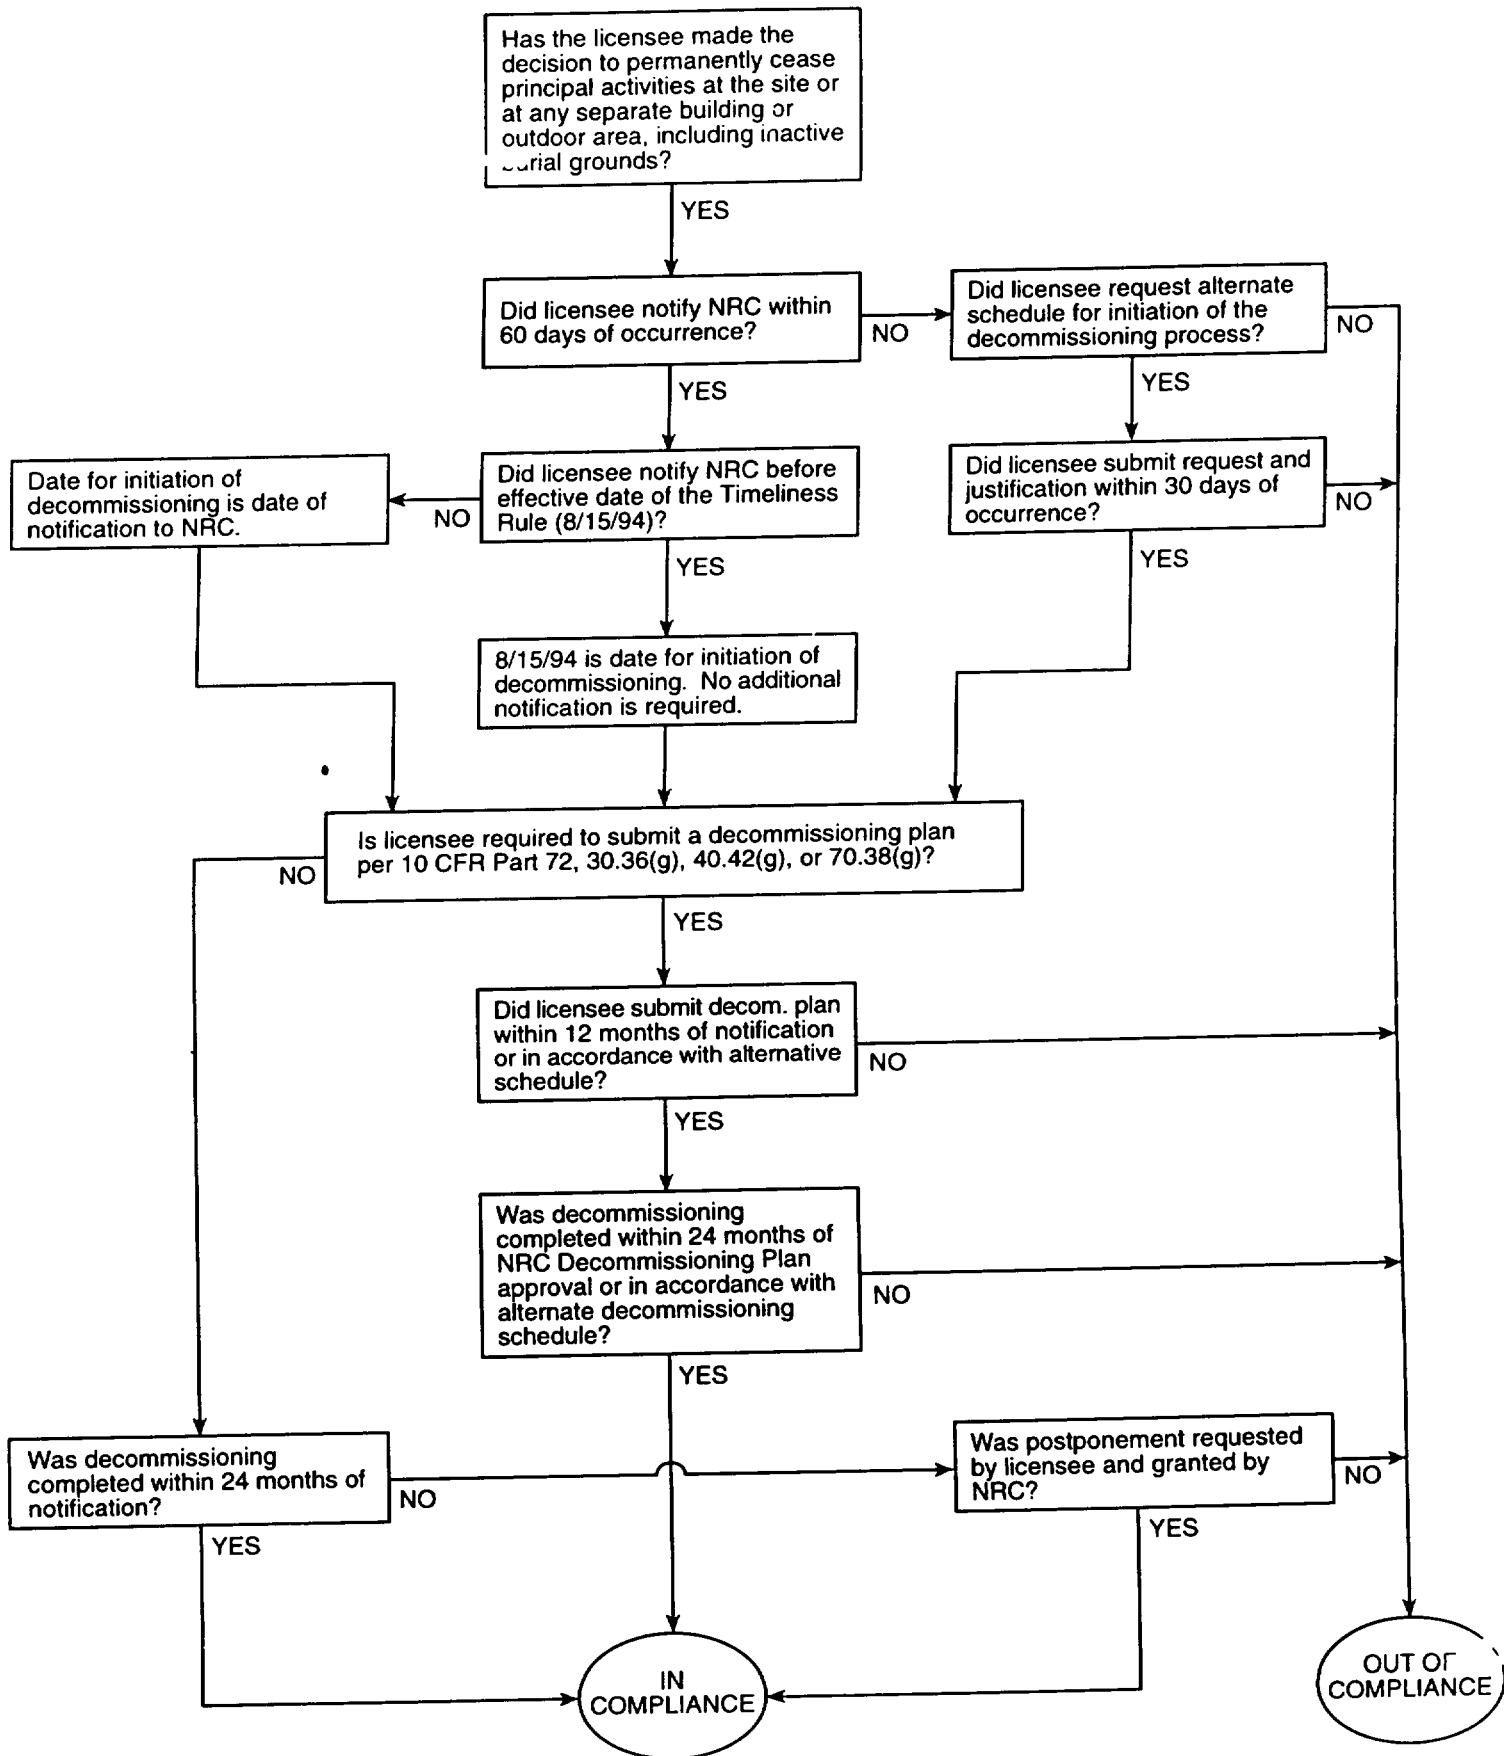 Has the licensee made the
decision to permanently cease
principal activities at the site or
at any separate building or
outdoor area, including inactive
burial grounds?
YES
Did licensee notify NRC within
60 days of occurrence?
NO
Did licensee request alternate
schedule for initiation of the
decommissioning process?
NO
YES
YES
Date for initiation of
decommissioning is date of
notification to NRC.
NO
Did licensee notify NRC before
effective date of the Timeliness
Rule (8/15/94)?
Did licensee submit request and
justification within 30 days of
occurrence?
NO
YES
YES
8/15/94 is date for initiation of
decommissioning. No additional
notification is required.
Is licensee required to submit a decommissioning plan
per 10 CFR Part 72, 30.36(g), 40.42(g), or 70.38(g)?
NO
YES
Did licensee submit decom. plan
within 12 months of notification
or in accordance with alternative
schedule?
NO
YES
Was decommissioning
completed within 24 months of
NRC Decommissioning Plan
approval or in accordance with
alternate decommissioning
schedule?
NO
YES
Was decommissioning
completed within 24 months of
notification?
NO
YES
Was postponement requested
by licensee and granted by
NRC?
NO
YES
IN
COMPLIANCE
OUT OF
COMPLIANCE